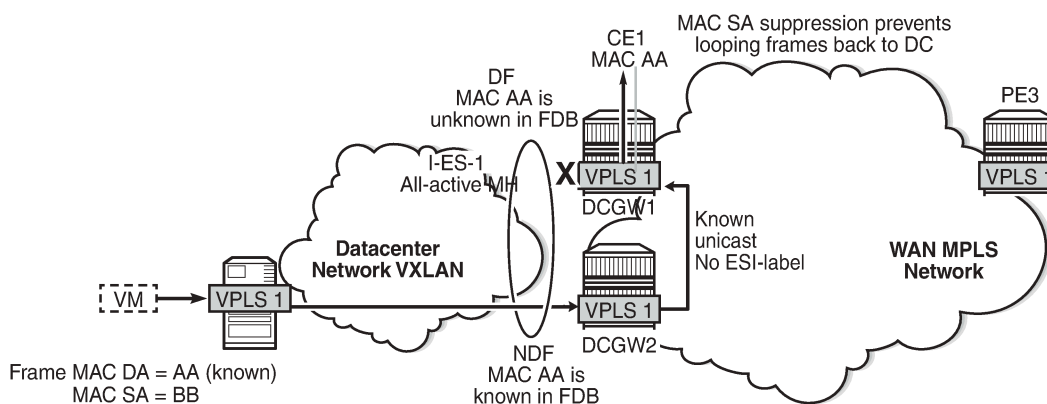 MAC SA suppression prevents
looping frames back to DC
CE1
MAC AA
DF
MAC AA is
unknown in FDB
PE3
I-ES-1
All-active MH
X
VPLS 1
VPLS 1
DCGW1
Known
unicast
No ESI-label
Datacenter
Network VXLAN
WAN MPLS
Network
VM
VPLS 1
VPLS 1
DCGW2
NDF
MAC AA is
known in FDB
Frame MAC DA = AA (known)
MAC SA = BB